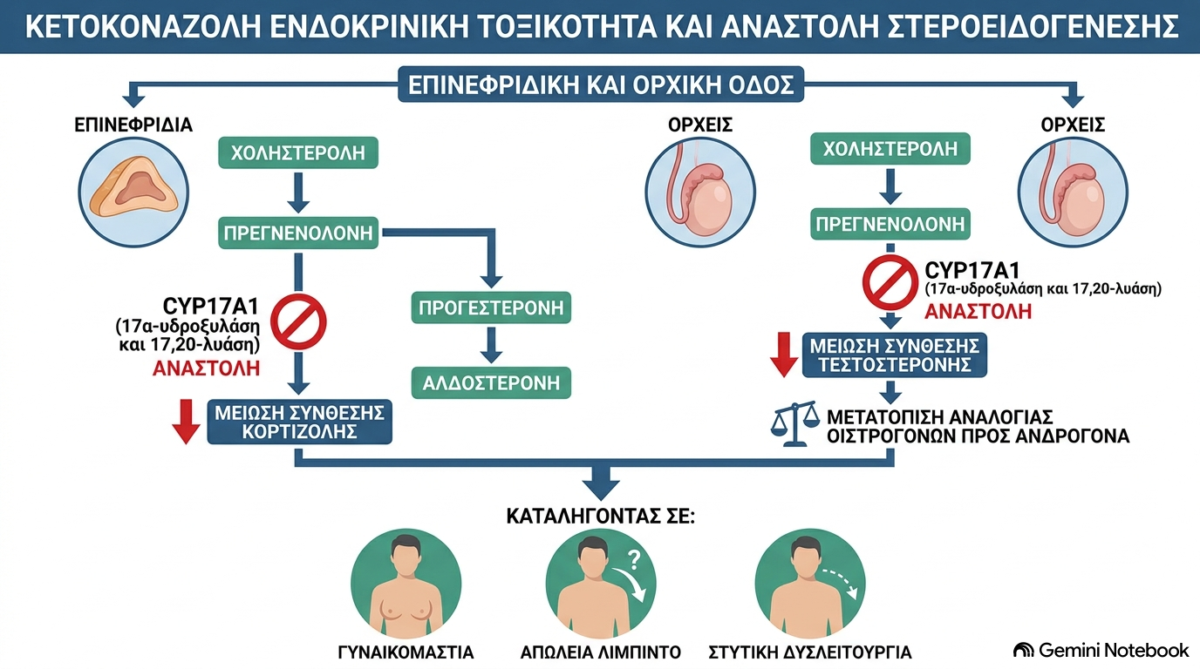 ΚΕΤΟΚΟΝΑΖΟΛΗ ΕΝΔΟΚΡΙΝΙΚΗ ΤΟΞΙΚΟΤΗΤΑ ΚΑΙ ΑΝΑΣΤΟΛΗ ΣΤΕΡΟΕΙΔΟΓΕΝΕΣΗΣ
ΕΠΙΝΕΦΡΙΔΙΚΗ ΚΑΙ ΟΡΧΙΚΗ ΟΔΟΣ
ΕΠΙΝΕΦΡΙΔΙΑ
ΧΟΛΗΣΤΕΡΟΛΗ
ΠΡΕΓΝΕΝΟΛΟΝΗ
CYP17A1
(17α-υδροξυλάση
και 17,20-λυάση)
ΑΝΑΣΤΟΛΗ
ΠΡΟΓΕΣΤΕΡΟΝΗ
ΑΛΔΟΣΤΕΡΟΝΗ
ΜΕΙΩΣΗ ΣΥΝΘΕΣΗΣ
ΚΟΡΤΙΖΟΛΗΣ
ΟΡΧΕΙΣ
ΧΟΛΗΣΤΕΡΟΛΗ
ΟΡΧΕΙΣ
ΠΡΕΓΝΕΝΟΛΟΝΗ
CYP17A1
(17α-υδροξυλάση και 17,20-λυάση)
ΑΝΑΣΤΟΛΗ
ΜΕΙΩΣΗ ΣΥΝΘΕΣΗΣ
ΤΕΣΤΟΣΤΕΡΟΝΗΣ
ΜΕΤΑΤΟΠΙΣΗ ΑΝΑΛΟΓΙΑΣ
ΟΙΣΤΡΟΓΟΝΩΝ ΠΡΟΣ ΑΝΔΡΟΓΟΝΑ
ΚΑΤΑΛΗΓΟΝΤΑΣ ΣΕ:
?
ΓΥΝΑΙΚΟΜΑΣΤΙΑ
ΑΠΩΛΕΙΑ ΛΙΜΠΙΝΤΟ
ΣΤΥΤΙΚΗ ΔΥΣΛΕΙΤΟΥΡΓΙΑ
Gemini Notebook